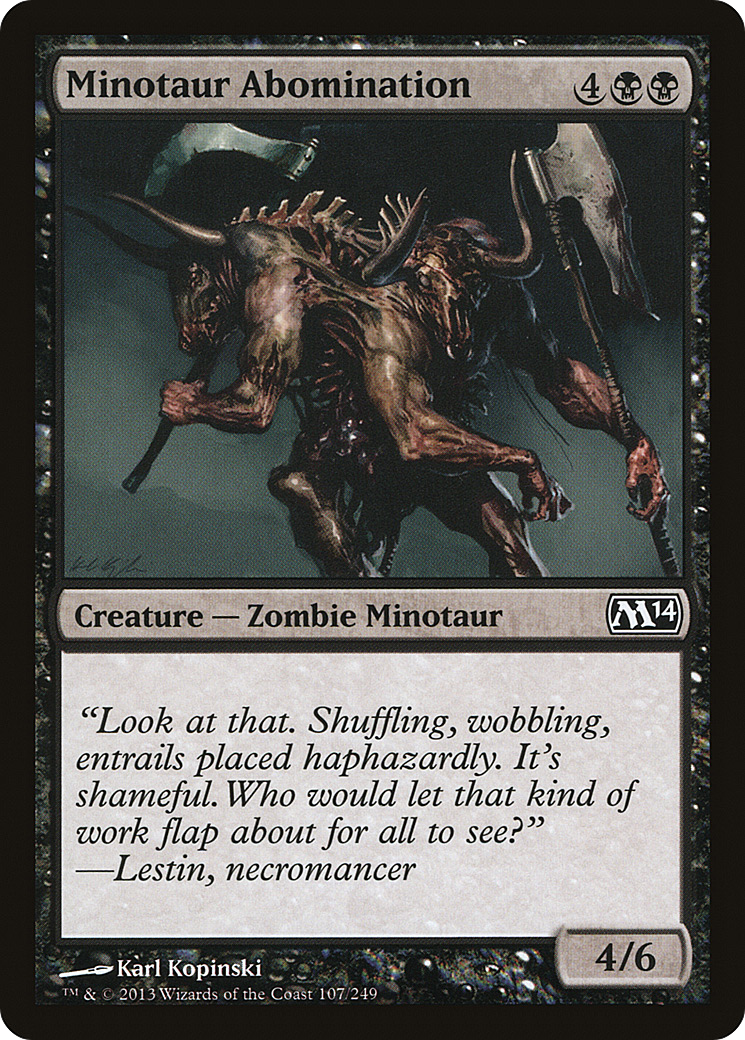 Minotaur Abomination 4
Creature — Zombie Minotaur M14
“Look at that. Shuffling, wobbling,
entrails placed haphazardly. It’s
shameful. Who would let that kind of
work flap about for all to see?”
—Lestin, necromancer
4/6
Karl Kopinski
™ & © 2013 Wizards of the Coast 107/249